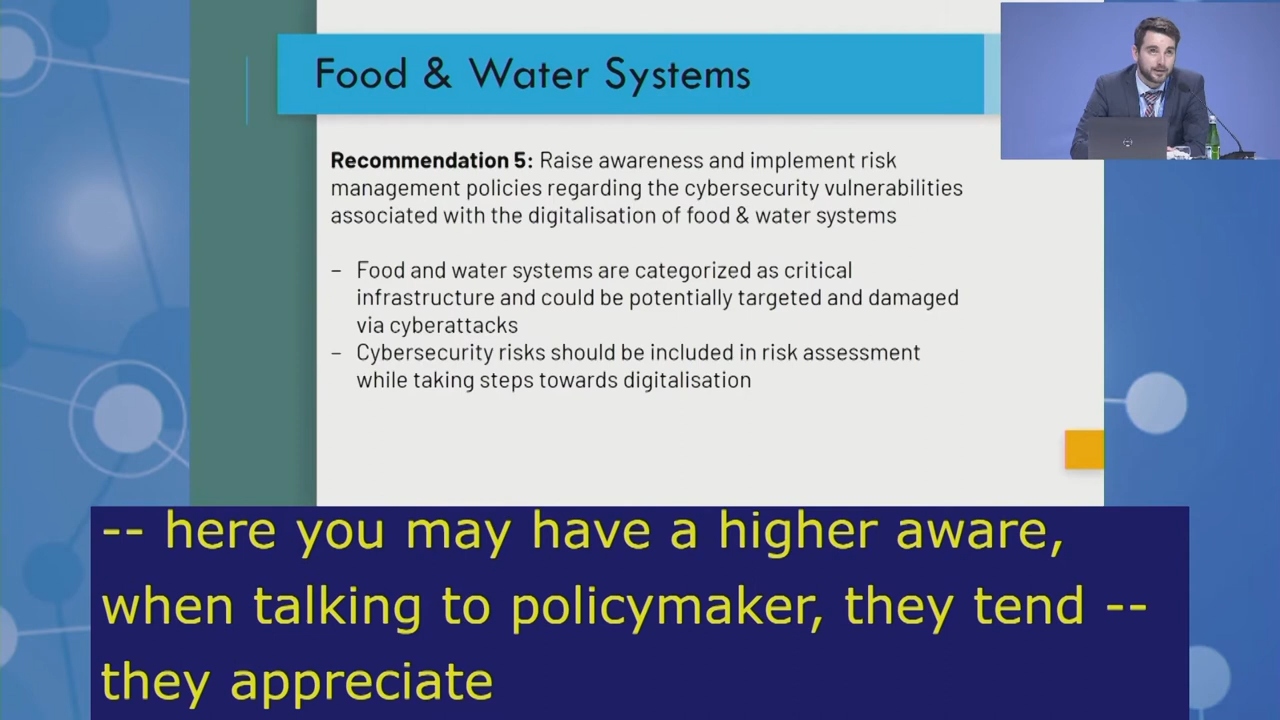 Food & Water Systems
Recommendation 5: Raise awareness and implement risk
management policies regarding the cybersecurity vulnerabilities
associated with the digitalisation of food & water systems
– Food and water systems are categorized as critical
infrastructure and could be potentially targeted and damaged
via cyberattacks
– Cybersecurity risks should be included in risk assessment
while taking steps towards digitalisation
-- here you may have a higher aware,
when talking to policymaker, they tend --
they appreciate